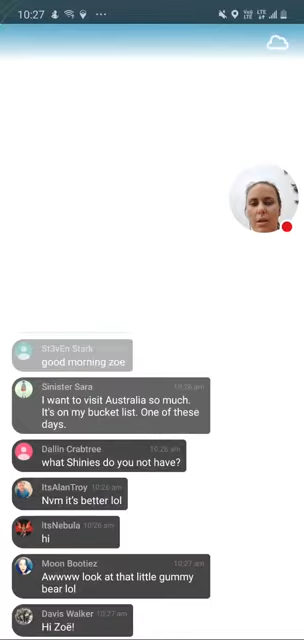 10:27
VoB LTE LTE
St3vEn Stark
good morning zoe
Sinister Sara 10:26 am
I want to visit Australia so much.
It's on my bucket list. One of these
days.
Dallin Crabtree 10:26 am
what Shinies do you not have?
ItsAlanTroy 10:26 am
Nvm it's better lol
ItsNebula 10:26 am
hi
Moon Bootiez 10:27 am
Awwww look at that little gummy
bear lol
Davis Walker 10:27 am
Hi Zoë!